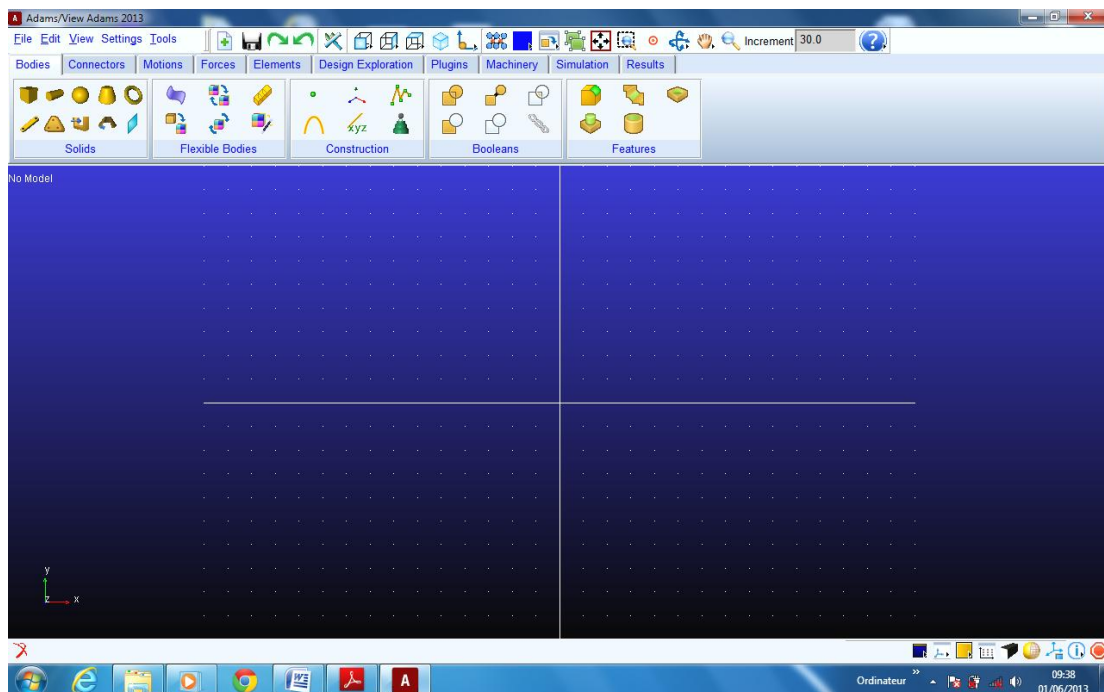 Adams/View Adams 2013
File Edit View Settings Tools Increment 30.0
Bodies Connectors Motions Forces Elements Design Exploration Plugins Machinery Simulation Results
xyz
Solids Flexible Bodies Construction Booleans Features
No Model
y
z x
Ordinateur 09:38
01/06/2013